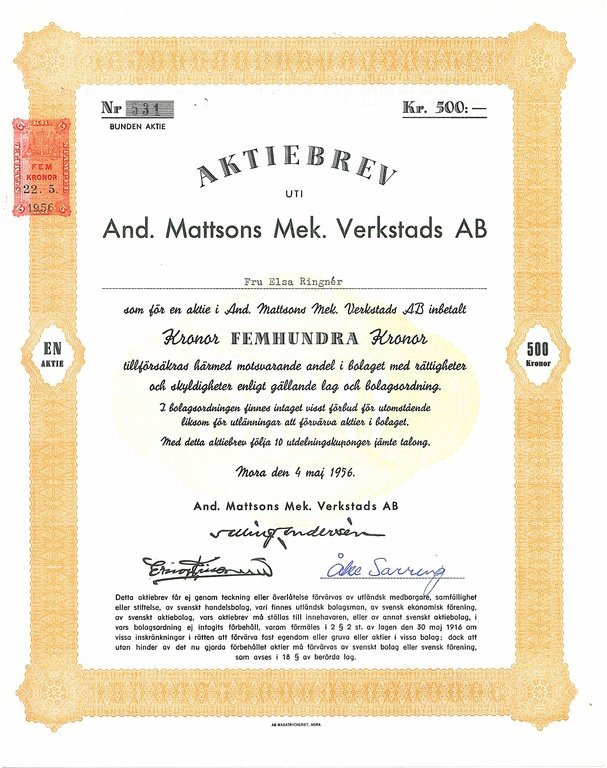 Nr 531
Kr. 500:—
BUNDEN AKTIE
STÄMPEL
FEM
KRONOR
22. 5.
1956
AKTIEBREV
UTI
And. Mattsons Mek. Verkstads AB
Fru Elsa Ringnér
som för en aktie i And. Mattsons Mek. Verkstads AB inbetalt
Kronor FEMHUNDRA Kronor
EN
AKTIE
500
Kronor
tillförsäkras härmed motsvarande andel i bolaget med rättigheter
och skyldigheter enligt gällande lag och bolagsordning.
I bolagsordningen finnes intaget visst förbud för utomstående
liksom för utlänningar att förvärva aktier i bolaget.
Med detta aktiebrev följa 10 utdelningskuponger jämte talong.
Mora den 4 maj 1956.
And. Mattsons Mek. Verkstads AB
Åke Sarring
Detta aktiebrev får ej genom teckning eller överlåtelse förvärvas av utländsk medborgare, samfällighet
eller stiftelse, av svenskt handelsbolag, vari finnes utländsk bolagsman, av svensk ekonomisk förening,
av svenskt aktiebolag, vars aktiebrev må ställas till innehavaren, eller av annat svenskt aktiebolag, i
vars bolagsordning ej intagits förbehåll, varom förmäles i 2 § 2 st. av lagen den 30 maj 1916 om
vissa inskränkningar i rätten att förvärva fast egendom eller gruva eller aktier i vissa bolag; dock att
utan hinder av det nu gjorda förbehållet aktier må förvärvas av svenskt bolag eller svensk förening,
som avses i 18 § av berörda lag.
AB WASATRYCKERIET, MORA